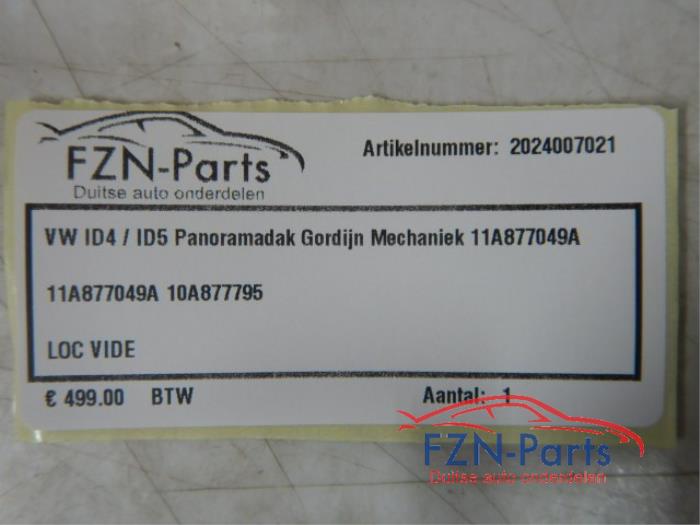 FZN-Parts
Duitse auto onderdelen
Artikelnummer: 2024007021
VW ID4 / ID5 Panoramadak Gordijn Mechaniek 11A877049A
11A877049A 10A877795
LOC VIDE
€ 499.00 BTW Aantal: 1
FZN-Parts
Duitse auto onderdelen